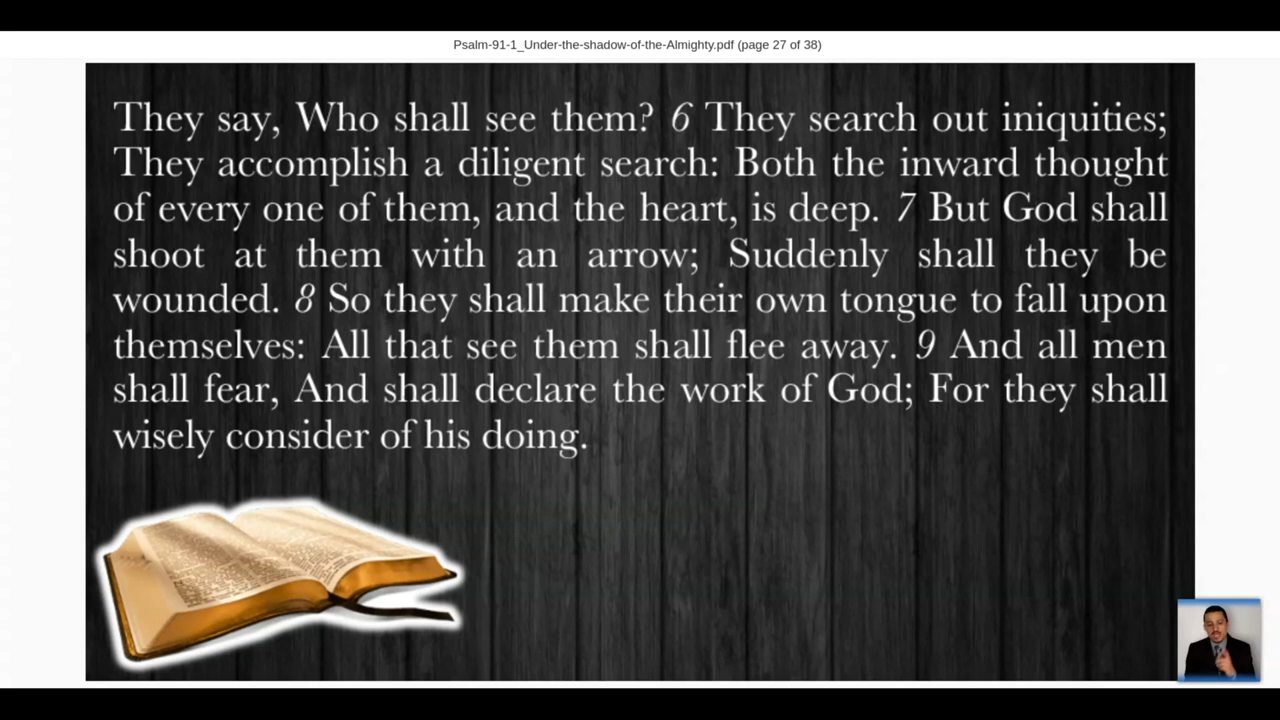 Psalm-91-1_Under-the-shadow-of-the-Almighty.pdf (page 27 of 38)
They say, Who shall see them? 6 They search out iniquities;
They accomplish a diligent search: Both the inward thought
of every one of them, and the heart, is deep. 7 But God shall
shoot at them with an arrow; Suddenly shall they be
wounded. 8 So they shall make their own tongue to fall upon
themselves: All that see them shall flee away. 9 And all men
shall fear, And shall declare the work of God; For they shall
wisely consider of his doing.